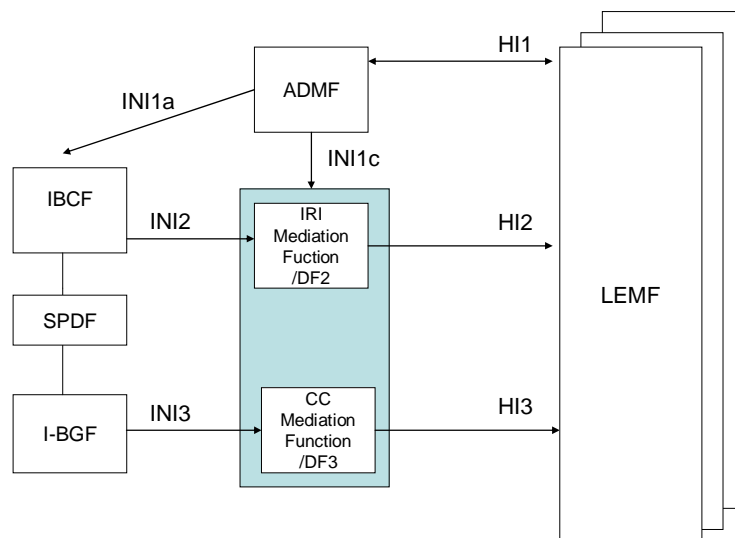 HI1
ADMF
INI1a
INI1c
IBCF
INI2
IRI
Mediation
Fuction
/DF2
HI2
LEMF
SPDF
I-BGF
INI3
CC
Mediation
Function
/DF3
HI3